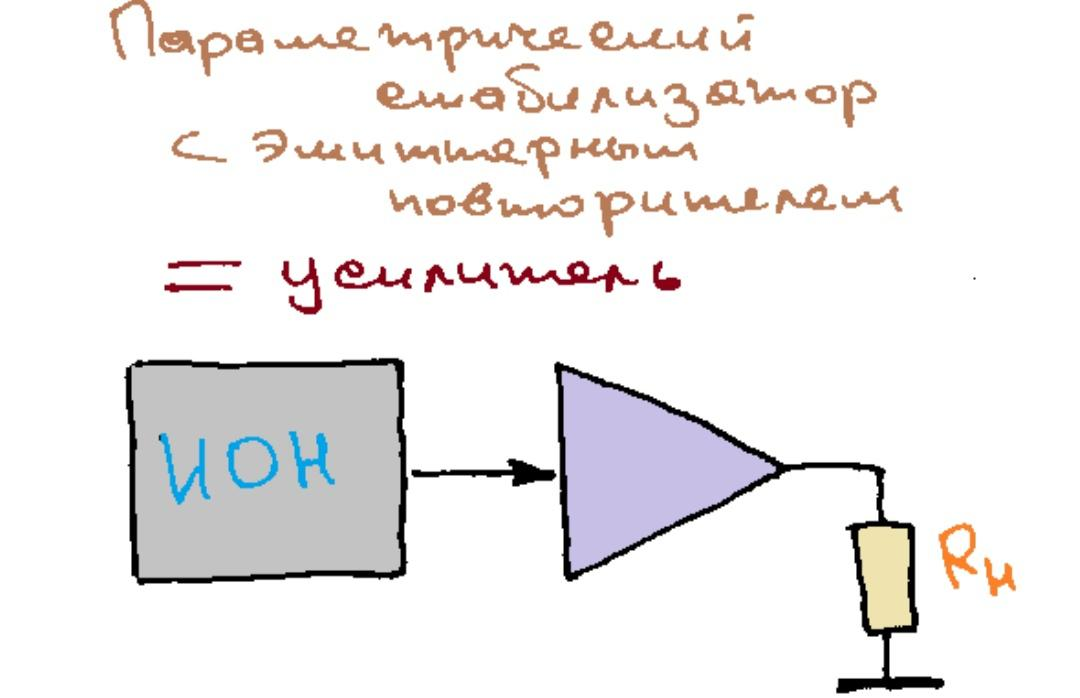 Параметрический
стабилизатор
с эмиттерным
повторителем
= усилитель
ИОН
Rн